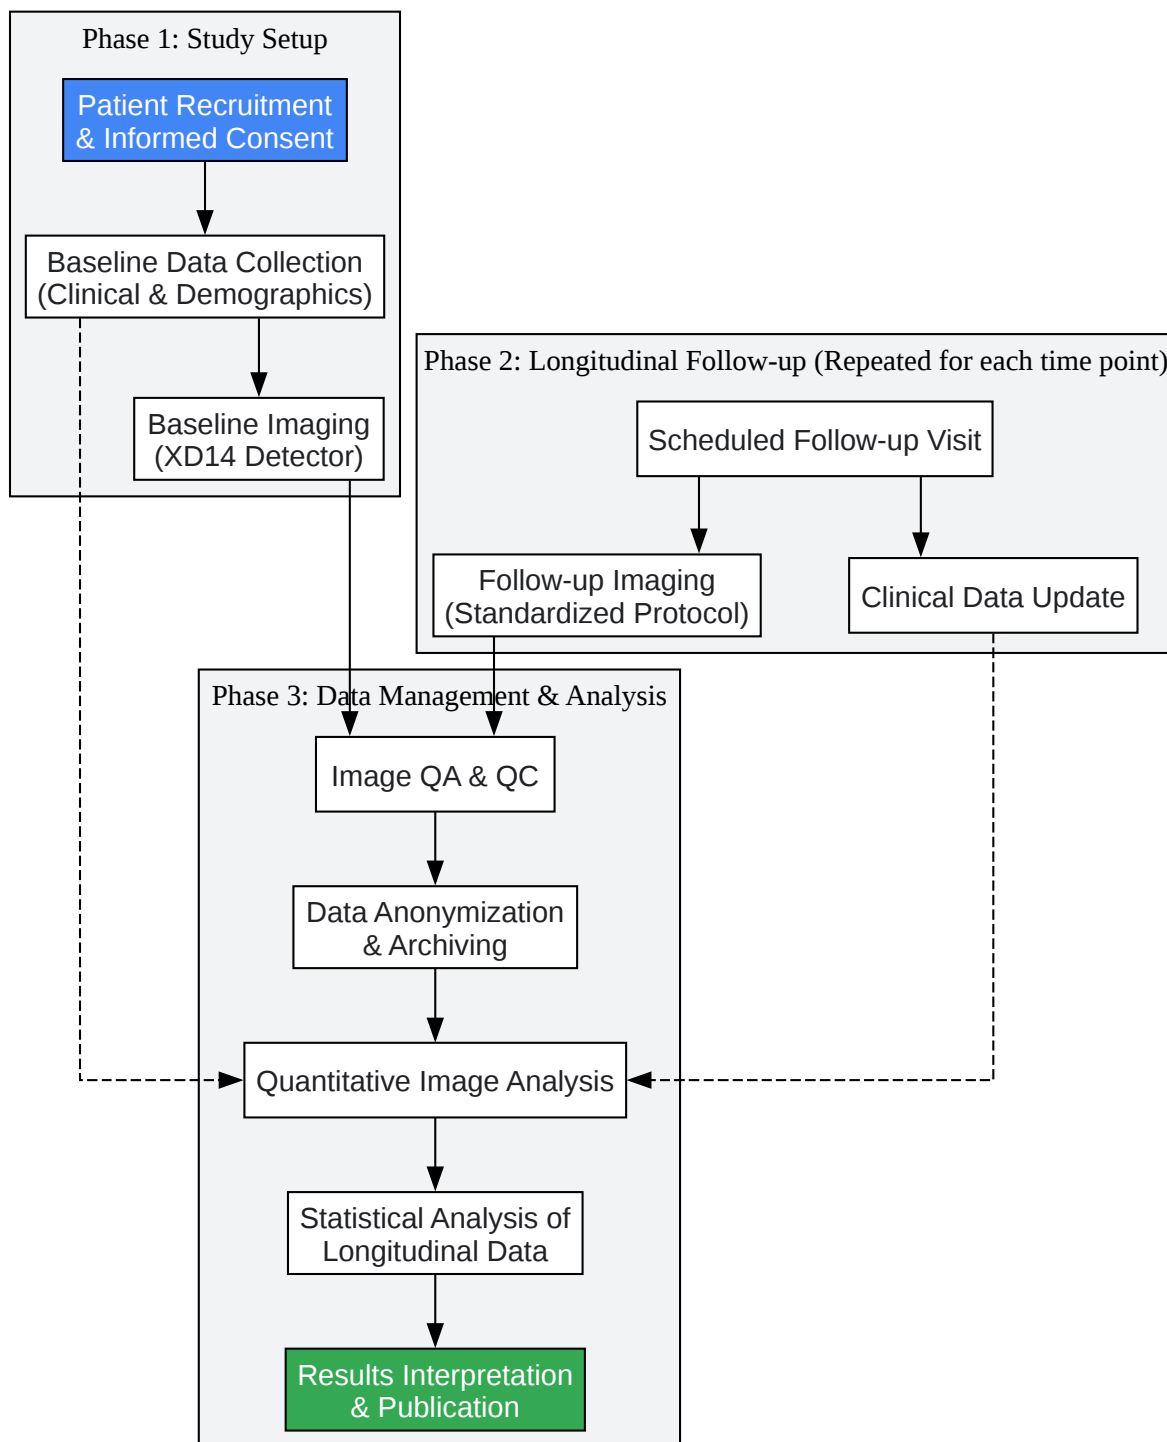 Phase 1: Study Setup
Patient Recruitment
& Informed Consent
Baseline Data Collection
(Clinical & Demographics)
Baseline Imaging
(XD14 Detector)
Phase 2: Longitudinal Follow-up (Repeated for each time point)
Scheduled Follow-up Visit
Follow-up Imaging
(Standardized Protocol)
Clinical Data Update
Phase 3: Data Management & Analysis
Image QA & QC
Data Anonymization
& Archiving
Quantitative Image Analysis
Statistical Analysis of
Longitudinal Data
Results Interpretation
& Publication